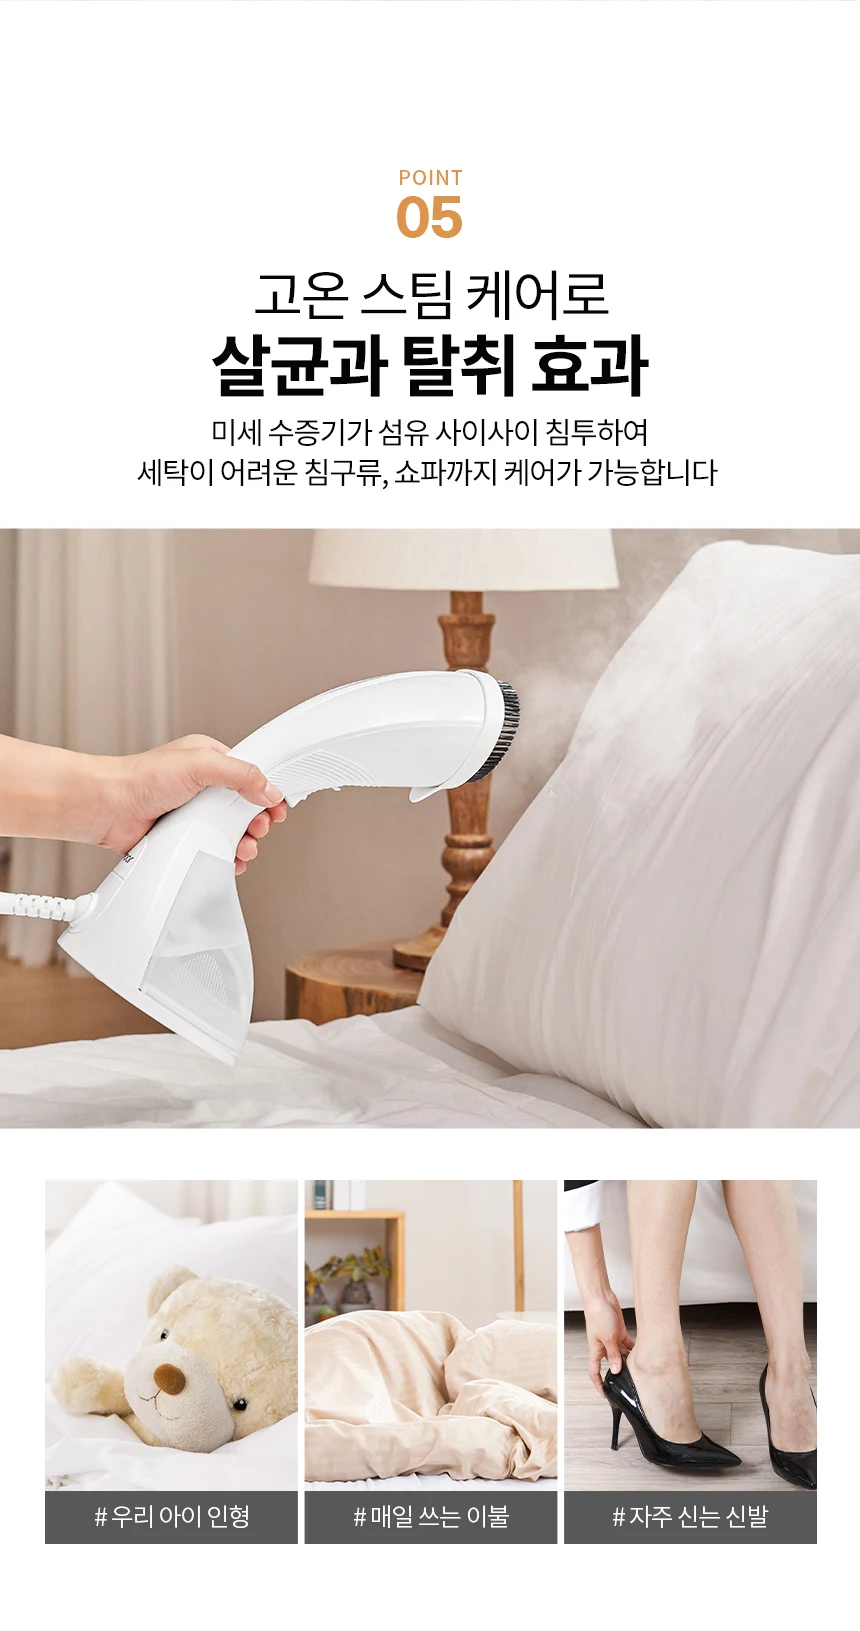 POINT
05
고온 스팀 케어로
살균과 탈취 효과
미세 수증기가 섬유 사이사이 침투하여
세탁이 어려운 침구류, 쇼파까지 케어가 가능합니다
# 우리 아이 인형
# 매일 쓰는 이불
# 자주 신는 신발